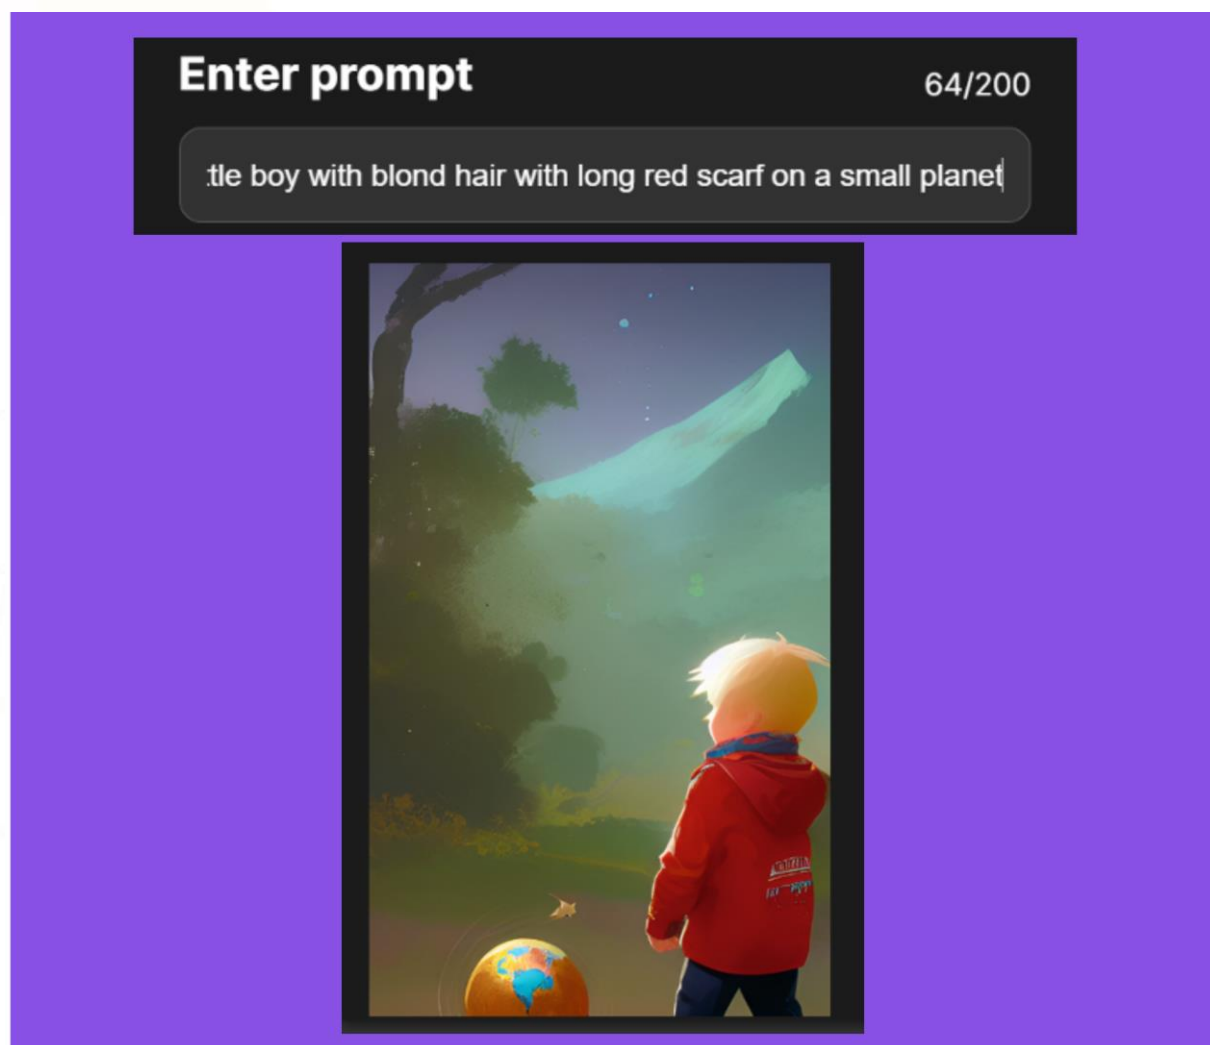 Enter prompt
64/200
tle boy with blond hair with long red scarf on a small planet